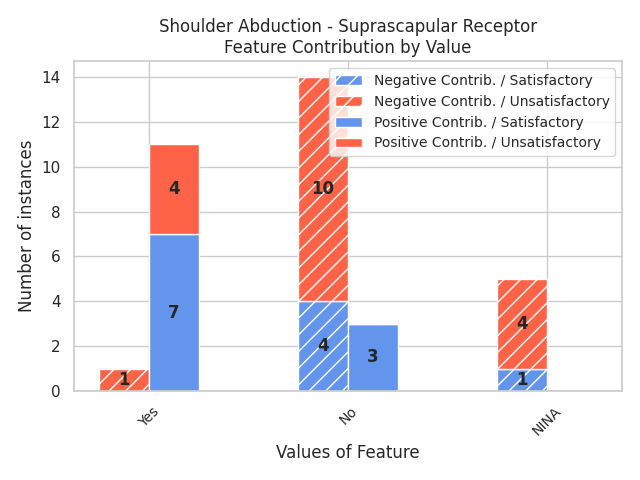 Shoulder Abduction - Suprascapular Receptor
Feature Contribution by Value
Negative Contrib. / Satisfactory
Negative Contrib. / Unsatisfactory
Positive Contrib. / Satisfactory
Positive Contrib. / Unsatisfactory
Number of instances
14
12
10
8
6
4
2
0
1
4
7
10
4
3
4
1
Yes
No
NINA
Values of Feature